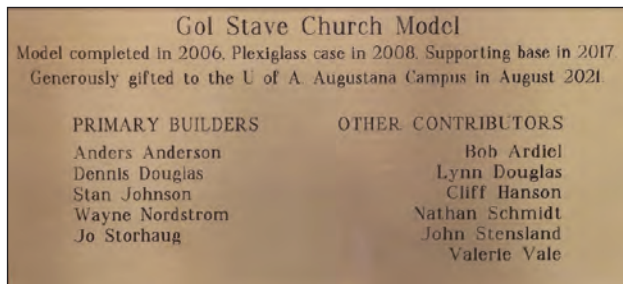 Gol Stave Church Model
Model completed in 2006, Plexiglass case in 2008, Supporting base in 2017
Generously gifted to the U of A Augustana Campus in August 2021
PRIMARY BUILDERS
Anders Anderson
Dennis Douglas
Stan Johnson
Wayne Nordstrom
Jo Storhaug
OTHER CONTRIBUTORS
Bob Ardiel
Lynn Douglas
Cliff Hanson
Nathan Schmidt
John Stensland
Valerie Vale